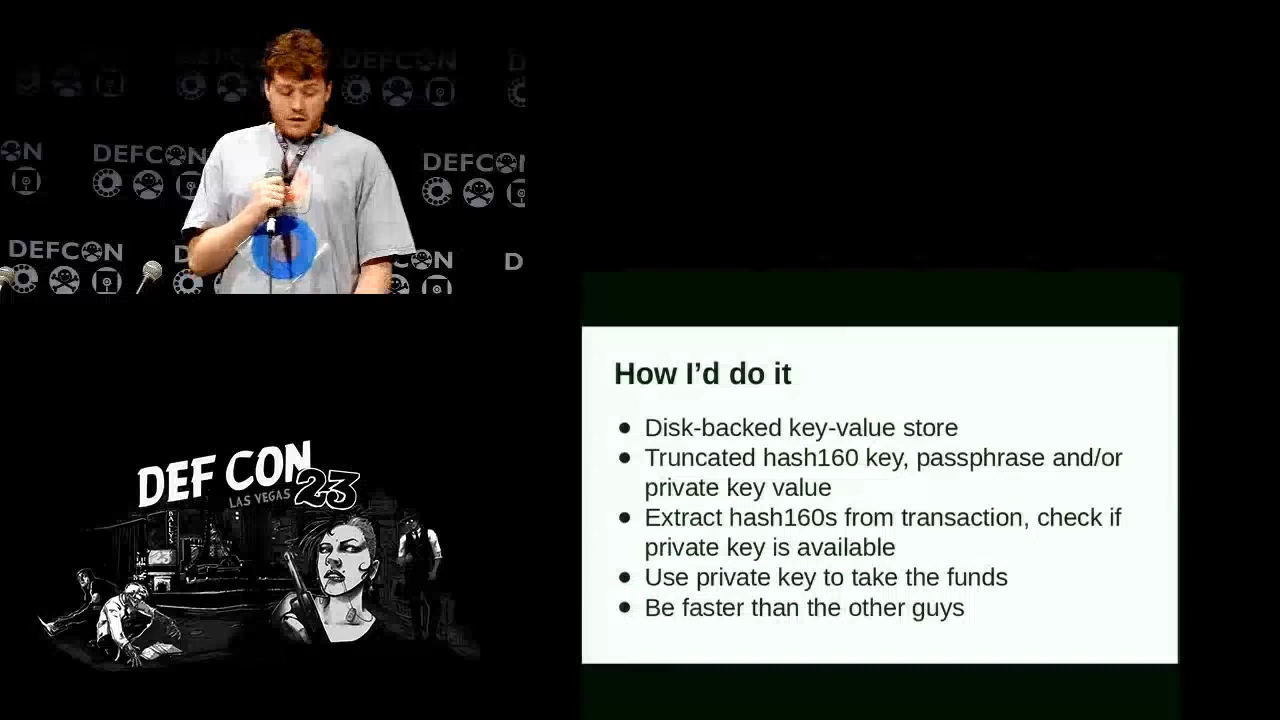 DEFCON
DEFCON
DEFCON
DEFCON
DEFCON
DEF CON 23
LAS VEGAS
BALLY'S
How I'd do it
● Disk-backed key-value store
● Truncated hash160 key, passphrase and/or
private key value
● Extract hash160s from transaction, check if
private key is available
● Use private key to take the funds
● Be faster than the other guys